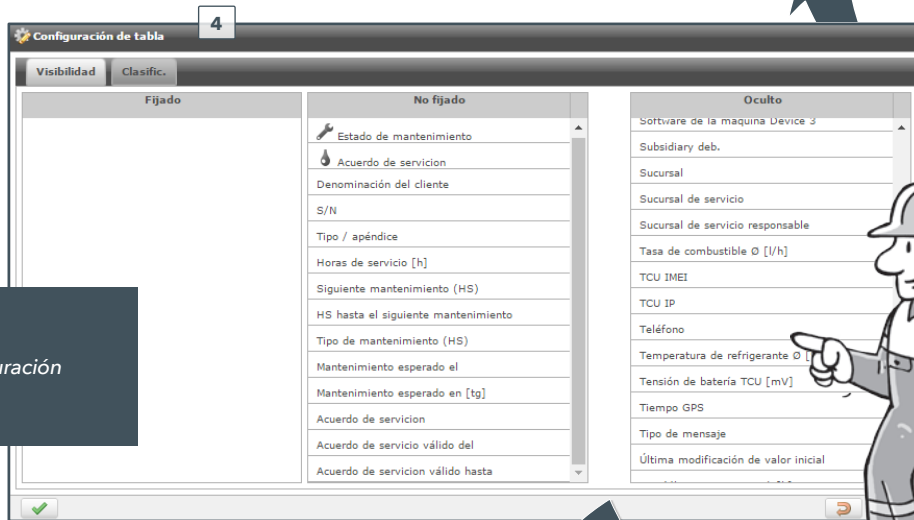 4
Configuración de tabla
Visibilidad
Clasific.
Fijado
No fijado
Estado de mantenimiento
Acuerdo de servicion
Denominación del cliente
S/N
Tipo / apéndice
Horas de servicio [h]
Siguiente mantenimiento (HS)
HS hasta el siguiente mantenimiento
Tipo de mantenimiento (HS)
Mantenimiento esperado el
Mantenimiento esperado en [tg]
Acuerdo de servicion
Acuerdo de servicio válido del
Acuerdo de servicion válido hasta
Oculto
Software de la maquina Device 3
Subsidiary deb.
Sucursal
Sucursal de servicio
Sucursal de servicio responsable
Tasa de combustible Ø [l/h]
TCU IMEI
TCU IP
Teléfono
Temperatura de refrigerante Ø [
Tensión de batería TCU [mV]
Tiempo GPS
Tipo de mensaje
Última modificación de valor inicial
uración